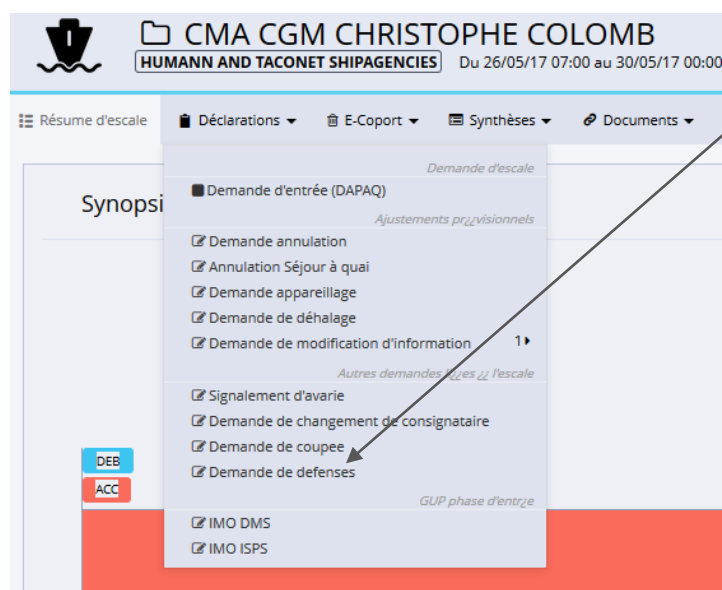 CMA CGM CHRISTOPHE COLOMB
HUMANN AND TACONET SHIPAGENCIES Du 26/05/17 07:00 au 30/05/17 00:00
Résume d'escale Déclarations E-Coport Synthèses Documents
Demande d'escale
Synopsi
Demande d'entrée (DAPAQ)
Ajustements pr¿¿visionnels
Demande annulation
Annulation Séjour à quai
Demande appareillage
Demande de déhalage
Demande de modification d'information 1
Autres demandes li¿¿es ¿¿ l'escale
Signalement d'avarie
Demande de changement de consignataire
Demande de coupee
Demande de defenses
DEB
ACC
GUP phase d'entr¿e
IMO DMS
IMO ISPS